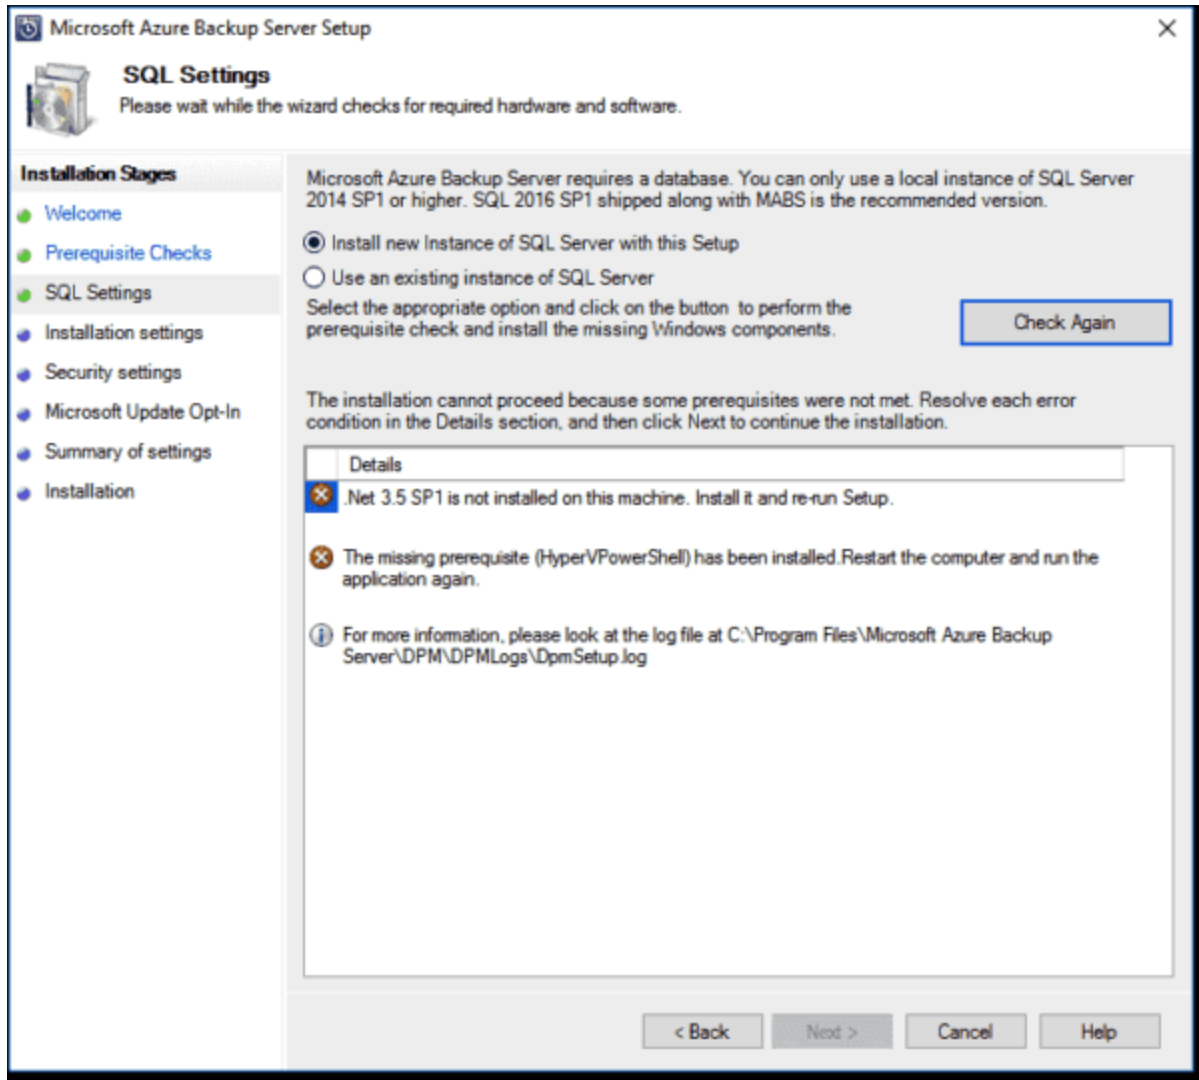 Microsoft Azure Backup Server Setup
SQL Settings
Please wait while the wizard checks for required hardware and software.
Installation Stages
Welcome
Prerequisite Checks
SQL Settings
Installation settings
Security settings
Microsoft Update Opt-In
Summary of settings
Installation
Microsoft Azure Backup Server requires a database. You can only use a local instance of SQL Server
2014 SP1 or higher. SQL 2016 SP1 shipped along with MABS is the recommended version.
Install new Instance of SQL Server with this Setup
Use an existing instance of SQL Server
Select the appropriate option and click on the button to perform the
prerequisite check and install the missing Windows components.
Check Again
The installation cannot proceed because some prerequisites were not met. Resolve each error
condition in the Details section, and then click Next to continue the installation.
Details
.Net 3.5 SP1 is not installed on this machine. Install it and re-run Setup.
The missing prerequisite (HyperVPowerShell) has been installed.Restart the computer and run the
application again.
For more information, please look at the log file at C:\Program Files\Microsoft Azure Backup
Server\DPM\DPMLogs\DpmSetup.log
< Back
Next >
Cancel
Help